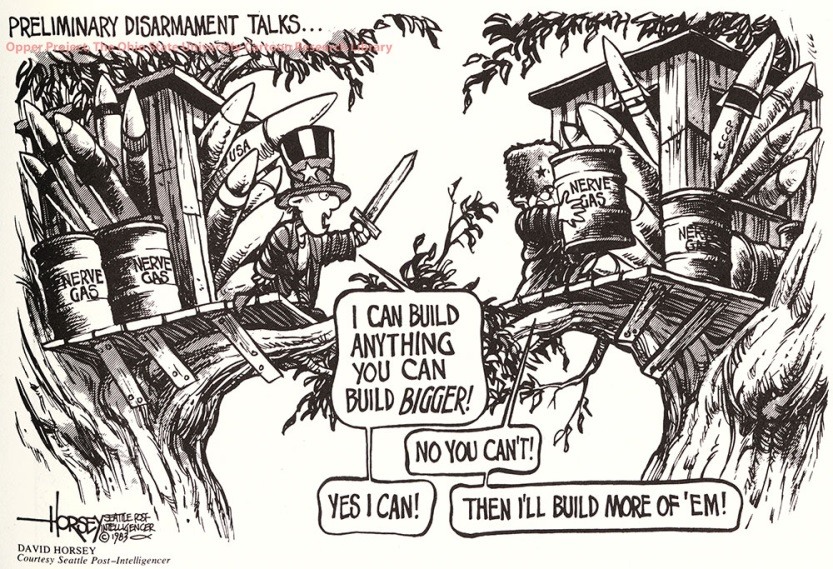 PRELIMINARY DISARMAMENT TALKS...
Opper Project, The Ohio State University Cartoon Research Library
USA
CCCP
NERVE
GAS
NERVE
GAS
NERVE
GAS
NERVE
GAS
I CAN BUILD
ANYTHING
YOU CAN
BUILD BIGGER!
NO YOU CAN'T!
YES I CAN!
THEN I'LL BUILD MORE OF 'EM!
HORSEY
SEATTLE POST-
INTELLIGENCER
© 1983
DAVID HORSEY
Courtesy Seattle Post-Intelligencer